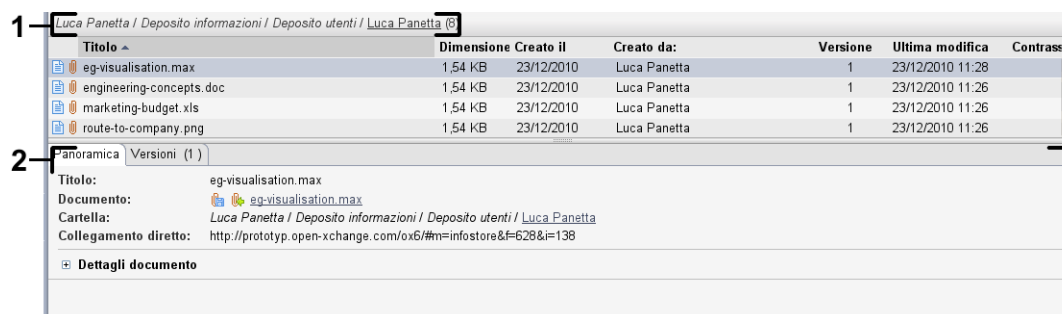 1
Luca Panetta / Deposito informazioni / Deposito utenti / Luca Panetta (8)
Titolo Dimensione Creato il Creato da: Versione Ultima modifica Contrass
eg-visualisation.max 1,54 KB 23/12/2010 Luca Panetta 1 23/12/2010 11:28
engineering-concepts.doc 1,54 KB 23/12/2010 Luca Panetta 1 23/12/2010 11:26
marketing-budget.xls 1,54 KB 23/12/2010 Luca Panetta 1 23/12/2010 11:26
route-to-company.png 1,54 KB 23/12/2010 Luca Panetta 1 23/12/2010 11:26
2
Panoramica Versioni (1 )
Titolo: eg-visualisation.max
Documento: eg-visualisation.max
Cartella: Luca Panetta / Deposito informazioni / Deposito utenti / Luca Panetta
Collegamento diretto: http://prototyp.open-xchange.com/ox6/#m=infostore&f=628&i=138
Dettagli documento